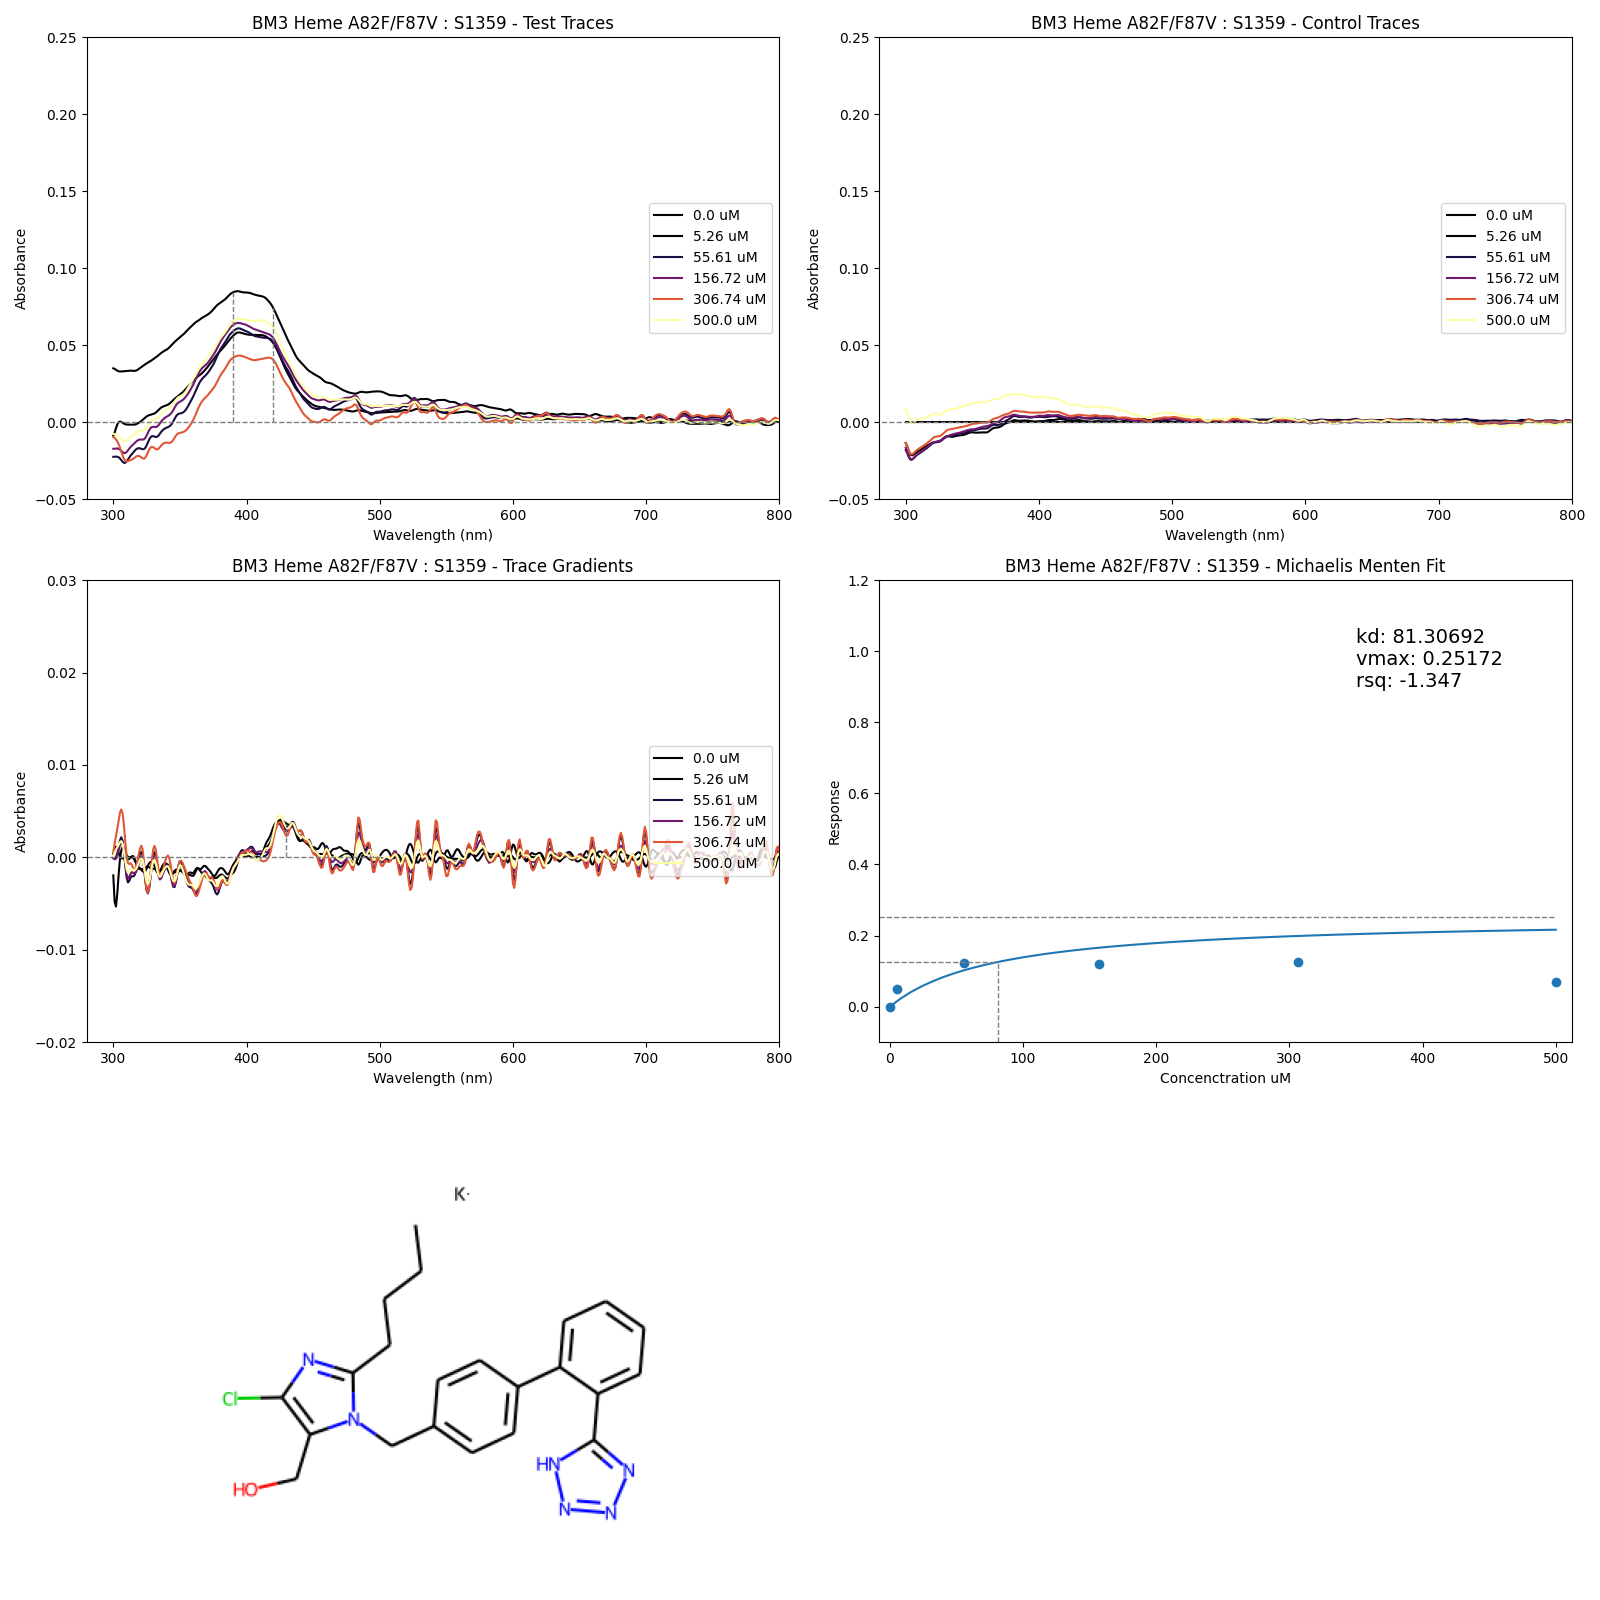 BM3 Heme A82F/F87V : S1359 - Test Traces
0.25
0.20
0.15
0.10
0.05
0.00
−0.05
Absorbance
0.0 uM
5.26 uM
55.61 uM
156.72 uM
306.74 uM
500.0 uM
300 400 500 600 700 800
Wavelength (nm)
BM3 Heme A82F/F87V : S1359 - Control Traces
0.25
0.20
0.15
0.10
0.05
0.00
−0.05
Absorbance
0.0 uM
5.26 uM
55.61 uM
156.72 uM
306.74 uM
500.0 uM
300 400 500 600 700 800
Wavelength (nm)
BM3 Heme A82F/F87V : S1359 - Trace Gradients
0.03
0.02
0.01
0.00
−0.01
−0.02
Absorbance
0.0 uM
5.26 uM
55.61 uM
156.72 uM
306.74 uM
500.0 uM
300 400 500 600 700 800
Wavelength (nm)
BM3 Heme A82F/F87V : S1359 - Michaelis Menten Fit
1.2
1.0
0.8
0.6
0.4
0.2
0.0
Response
kd: 81.30692
vmax: 0.25172
rsq: -1.347
0 100 200 300 400 500
Concenctration uM
K·
N
Cl
N
HO
HN
N
N
N